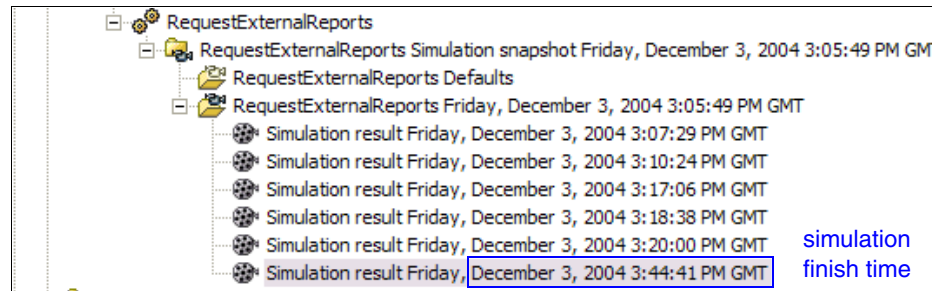 RequestExternalReports
RequestExternalReports Simulation snapshot Friday, December 3, 2004 3:05:49 PM GM
RequestExternalReports Defaults
RequestExternalReports Friday, December 3, 2004 3:05:49 PM GMT
Simulation result Friday, December 3, 2004 3:07:29 PM GMT
Simulation result Friday, December 3, 2004 3:10:24 PM GMT
Simulation result Friday, December 3, 2004 3:17:06 PM GMT
Simulation result Friday, December 3, 2004 3:18:38 PM GMT
Simulation result Friday, December 3, 2004 3:20:00 PM GMT
Simulation result Friday, December 3, 2004 3:44:41 PM GMT
simulation
finish time